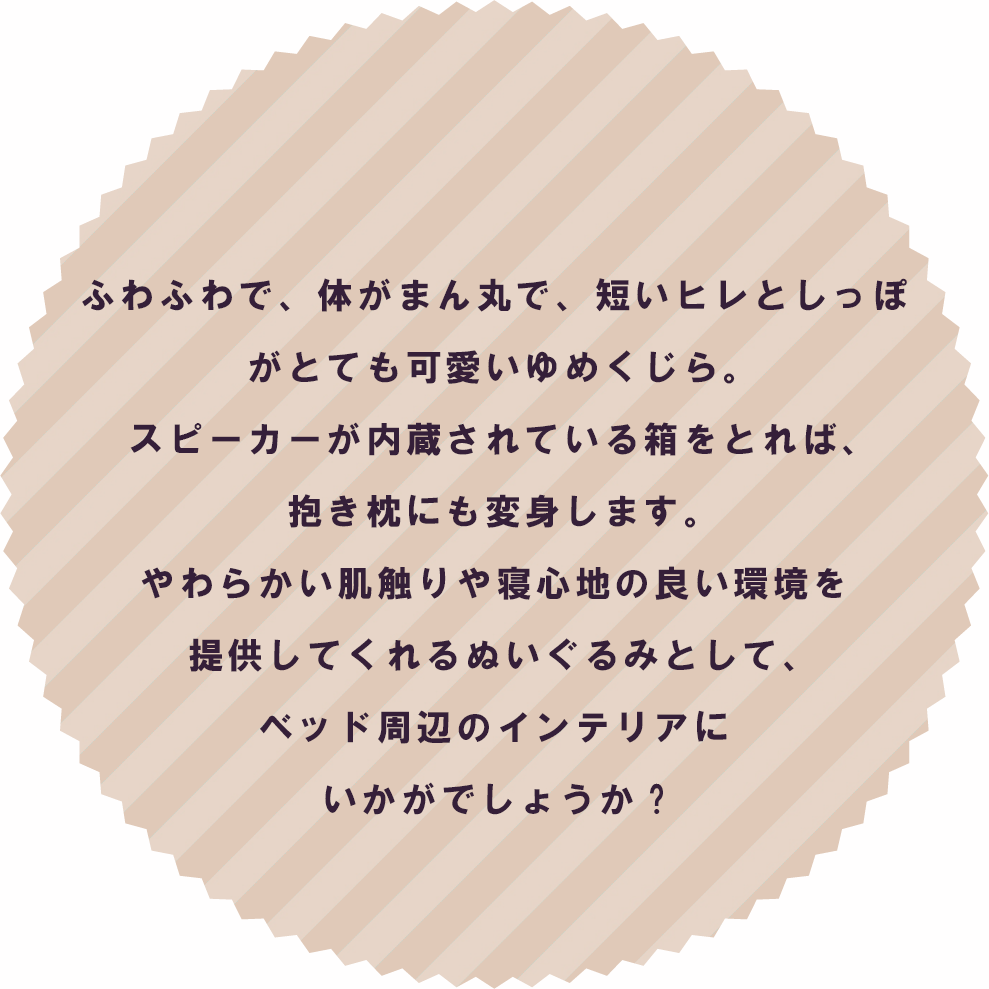 ふわふわで、体がまん丸で、短いヒレとしっぽ
がとても可愛いゆめくじら。
スピーカーが内蔵されている箱をとれば、
抱き枕にも変身します。
やわらかい肌触りや寝心地の良い環境を
提供してくれるぬいぐるみとして、
ベッド周辺のインテリアに
いかがでしょうか？